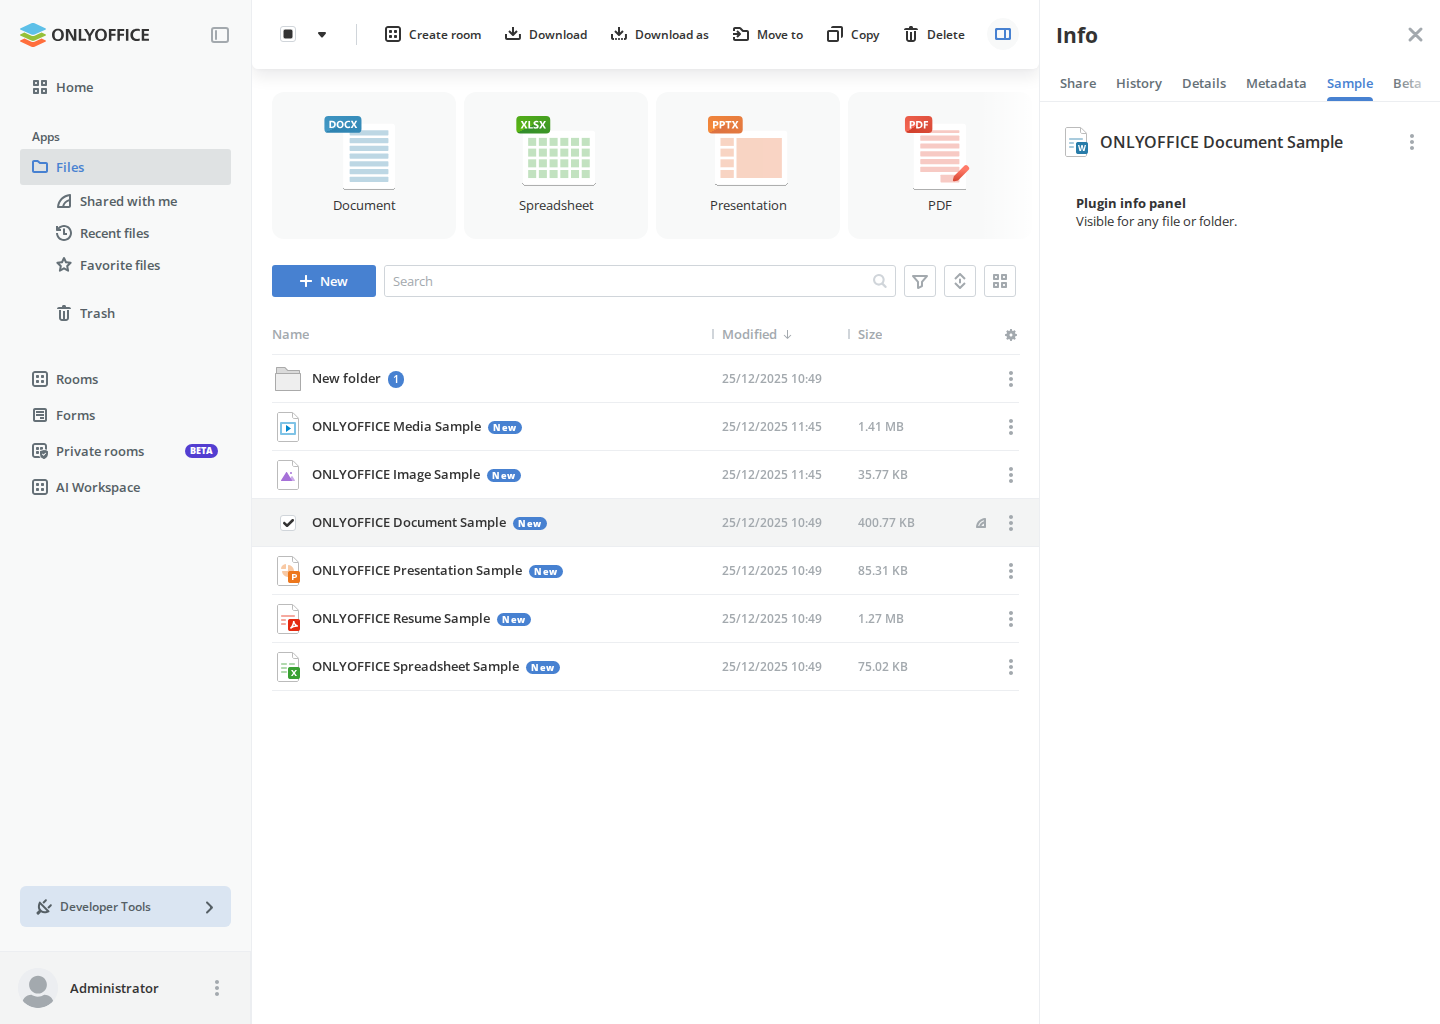 ONLYOFFICE
Home
Apps
Files
Shared with me
Recent files
Favorite files
Trash
Rooms
Forms
Private rooms BETA
AI Workspace
Developer Tools
Administrator
Create room Download Download as Move to Copy Delete
DOCX XLSX PPTX PDF
Document Spreadsheet Presentation PDF
New Search
Name Modified Size
New folder 1 25/12/2025 10:49
ONLYOFFICE Media Sample New 25/12/2025 11:45 1.41 MB
ONLYOFFICE Image Sample New 25/12/2025 11:45 35.77 KB
ONLYOFFICE Document Sample New 25/12/2025 10:49 400.77 KB
P ONLYOFFICE Presentation Sample New 25/12/2025 10:49 85.31 KB
ONLYOFFICE Resume Sample New 25/12/2025 10:49 1.27 MB
X ONLYOFFICE Spreadsheet Sample New 25/12/2025 10:49 75.02 KB
Info
Share History Details Metadata Sample Beta
W ONLYOFFICE Document Sample
Plugin info panel
Visible for any file or folder.